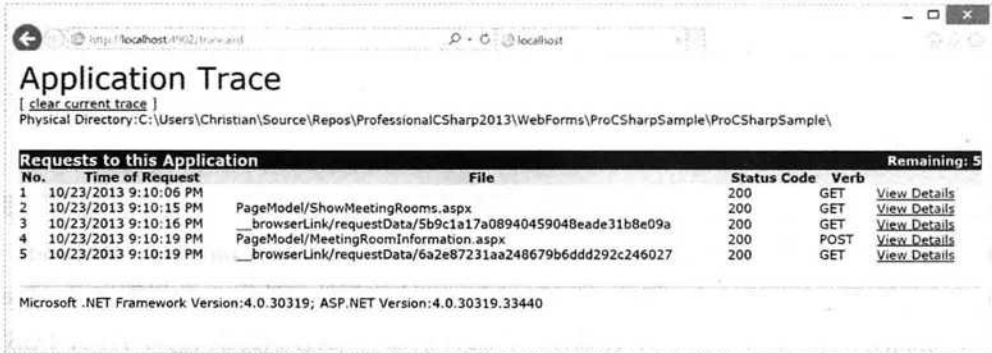 http://localhost:4902/trace.axd localhost
Application Trace
[ clear current trace ]
Physical Directory:C:\Users\Christian\Source\Repos\ProfessionalCSharp2013\WebForms\ProCSharpSample\ProCSharpSample\
Requests to this Application Remaining: 5
No. Time of Request File Status Code Verb
1 10/23/2013 9:10:06 PM 200 GET View Details
2 10/23/2013 9:10:15 PM PageModel/ShowMeetingRooms.aspx 200 GET View Details
3 10/23/2013 9:10:16 PM __browserLink/requestData/5b9c1a17a08940459048eade31b8e09a 200 GET View Details
4 10/23/2013 9:10:19 PM PageModel/MeetingRoomInformation.aspx 200 POST View Details
5 10/23/2013 9:10:19 PM __browserLink/requestData/6a2e87231aa248679b6ddd292c246027 200 GET View Details
Microsoft .NET Framework Version:4.0.30319; ASP.NET Version:4.0.30319.33440